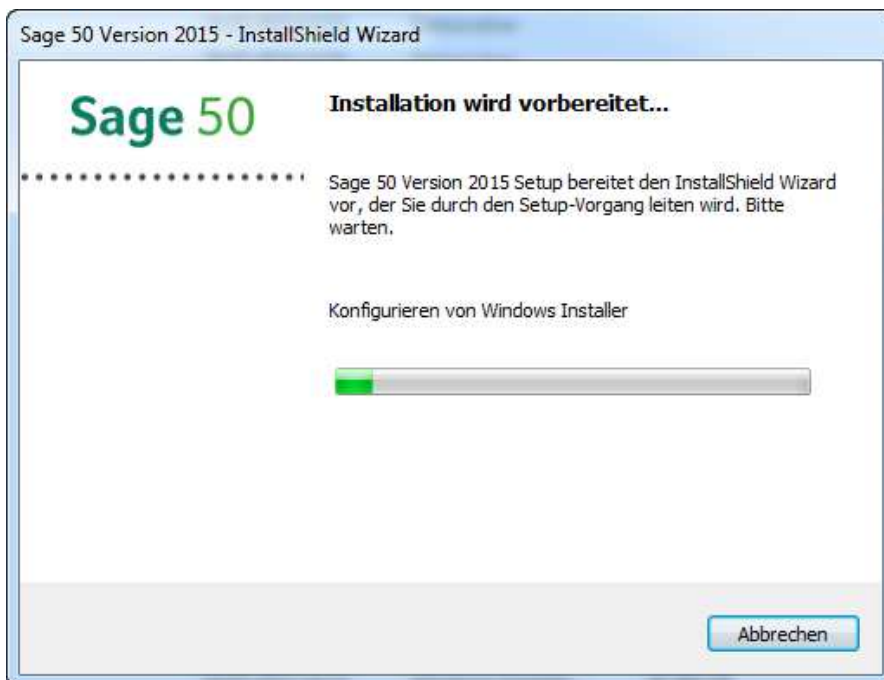 Sage 50 Version 2015 - InstallShield Wizard
Sage 50
Installation wird vorbereitet...
Sage 50 Version 2015 Setup bereitet den InstallShield Wizard
vor, der Sie durch den Setup-Vorgang leiten wird. Bitte
warten.
Konfigurieren von Windows Installer
Abbrechen